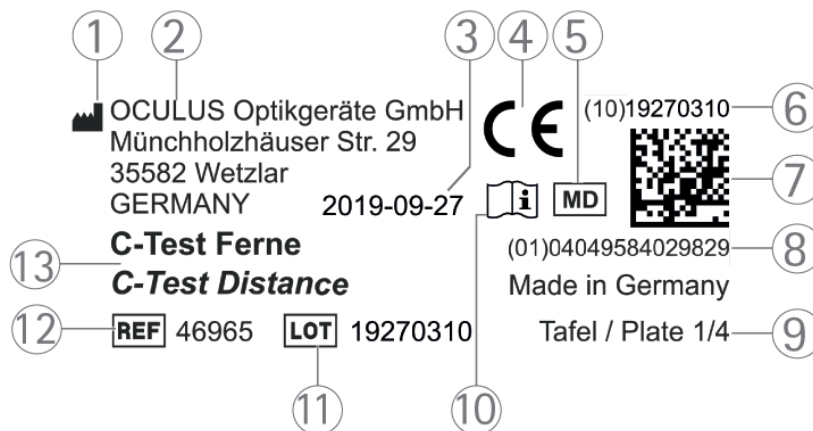 1 2 3 4 5
OCULUS Optikgeräte GmbH
Münchholzhäuser Str. 29
35582 Wetzlar
GERMANY
2019-09-27
CE
i
MD
(10)19270310 6
7
(01)04049584029829 8
Made in Germany
13 C-Test Ferne
C-Test Distance
12 REF 46965 LOT 19270310
Tafel / Plate 1/4 9
11 10